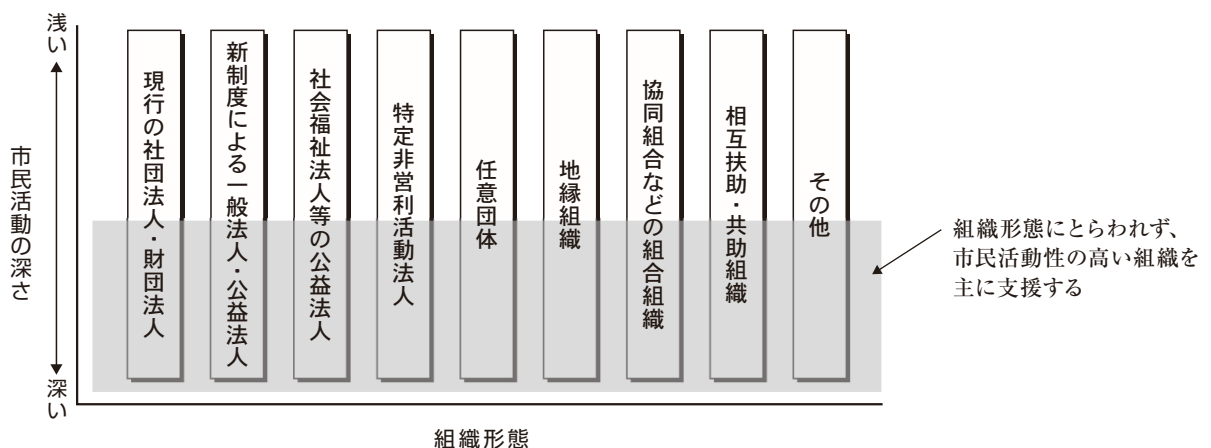 浅い
市民活動の深さ
深い
現行の社団法人・財団法人
新制度による一般法人・公益法人
社会福祉法人等の公益法人
特定非営利活動法人
任意団体
地縁組織
協同組合などの組合組織
相互扶助・共助組織
その他
組織形態にとらわれず、
市民活動性の高い組織を
主に支援する
組織形態